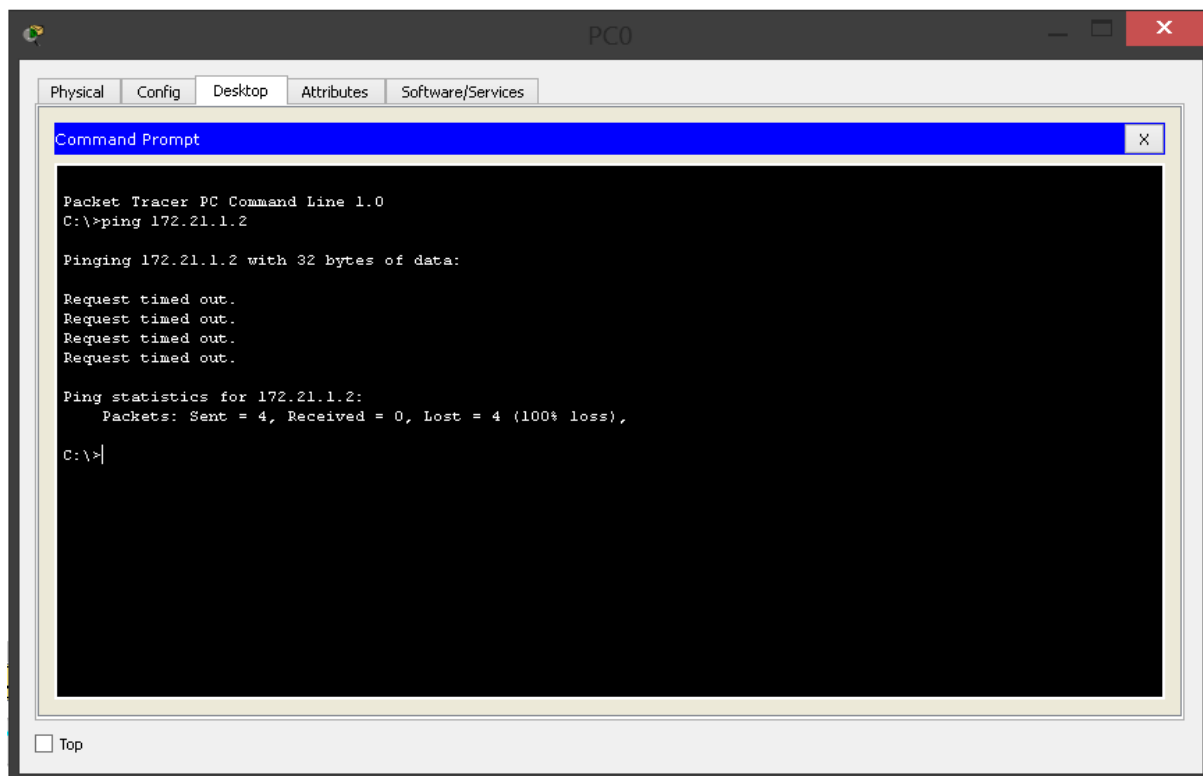 PC0
Physical Config Desktop Attributes Software/Services
Command Prompt X
Packet Tracer PC Command Line 1.0
C:\>ping 172.21.1.2
Pinging 172.21.1.2 with 32 bytes of data:
Request timed out.
Request timed out.
Request timed out.
Request timed out.
Ping statistics for 172.21.1.2:
Packets: Sent = 4, Received = 0, Lost = 4 (100% loss),
C:\>
Top